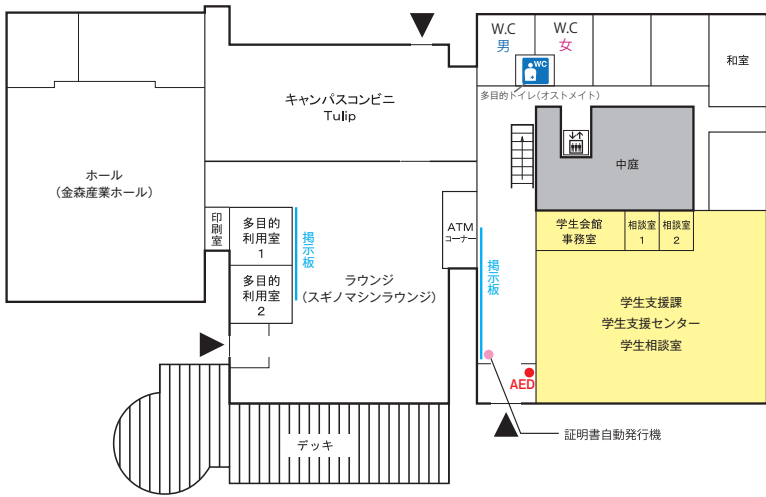 W.C
男
W.C
女
WC
多目的トイレ(オストメイト)
和室
キャンパスコンビニ
Tulip
中庭
ホール
(金森産業ホール)
印刷室
多目的
利用室
1
掲示板
ATM
コーナー
学生会館
事務室
相談室
1
相談室
2
多目的
利用室
2
ラウンジ
(スギノマシンラウンジ)
掲示板
学生支援課
学生支援センター
学生相談室
AED
デッキ
証明書自動発行機